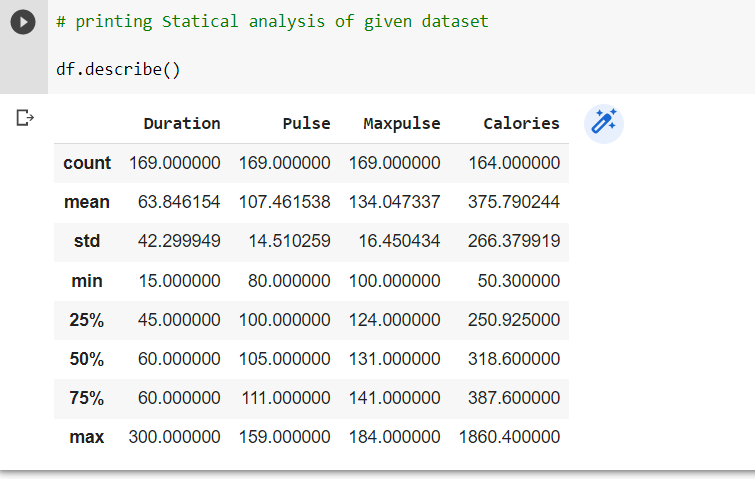 # printing Statical analysis of given dataset
df.describe()
Duration Pulse Maxpulse Calories
count 169.000000 169.000000 169.000000 164.000000
mean 63.846154 107.461538 134.047337 375.790244
std 42.299949 14.510259 16.450434 266.379919
min 15.000000 80.000000 100.000000 50.300000
25% 45.000000 100.000000 124.000000 250.925000
50% 60.000000 105.000000 131.000000 318.600000
75% 60.000000 111.000000 141.000000 387.600000
max 300.000000 159.000000 184.000000 1860.400000